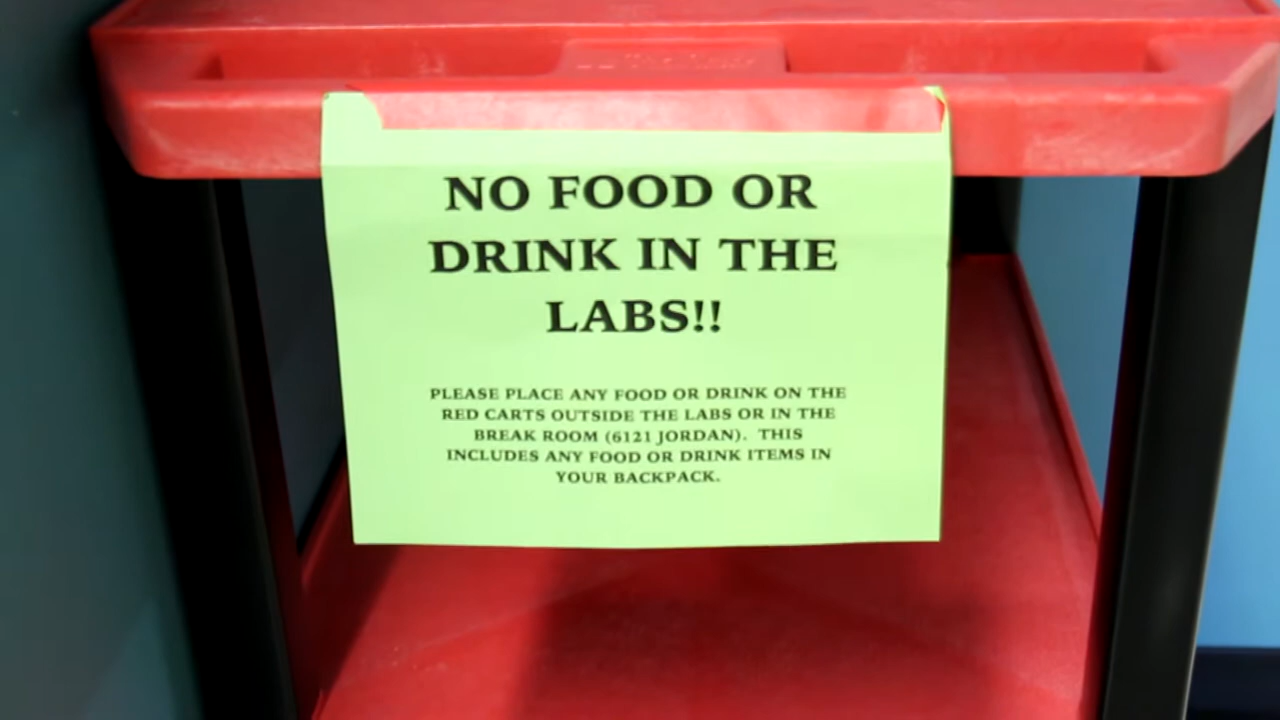 NO FOOD OR
DRINK IN THE
LABS!!
PLEASE PLACE ANY FOOD OR DRINK ON THE
RED CARTS OUTSIDE THE LABS OR IN THE
BREAK ROOM (6121 JORDAN).  THIS
INCLUDES ANY FOOD OR DRINK ITEMS IN
YOUR BACKPACK.